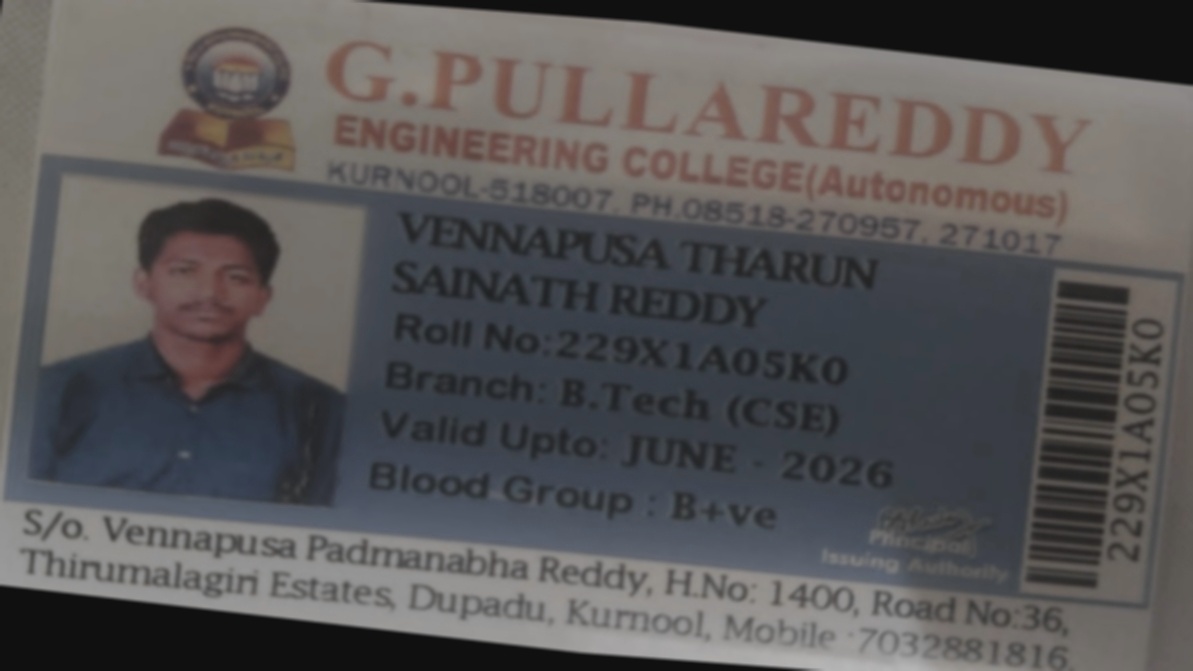 G.PULLAREDDY
ENGINEERING COLLEGE(Autonomous)
KURNOOL-518007. PH.08518-270957, 271017
VENNAPUSA THARUN
SAINATH REDDY
Roll No:229X1A05K0
Branch: B.Tech (CSE)
Valid Upto: JUNE - 2026
Blood Group : B+ve
Principal
Issuing Authority
229X1A05K0
S/o. Vennapusa Padmanabha Reddy, H.No: 1400, Road No:36,
Thirumalagiri Estates, Dupadu, Kurnool, Mobile :7032881816